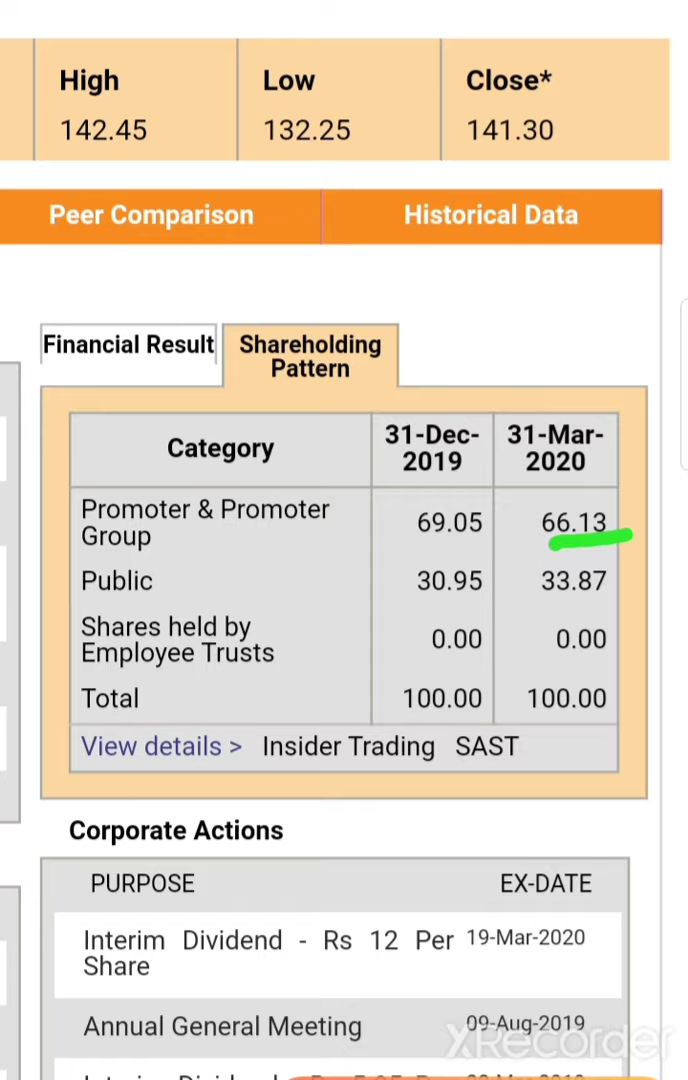 High Low Close*
142.45 132.25 141.30
Peer Comparison Historical Data
Financial Result Shareholding
Pattern
Category 31-Dec- 31-Mar-
2019 2020
Promoter & Promoter
Group 69.05 66.13
Public 30.95 33.87
Shares held by
Employee Trusts 0.00 0.00
Total 100.00 100.00
View details > Insider Trading SAST
Corporate Actions
PURPOSE EX-DATE
Interim Dividend - Rs 12 Per 19-Mar-2020
Share
Annual General Meeting 09-Aug-2019
XRecorder